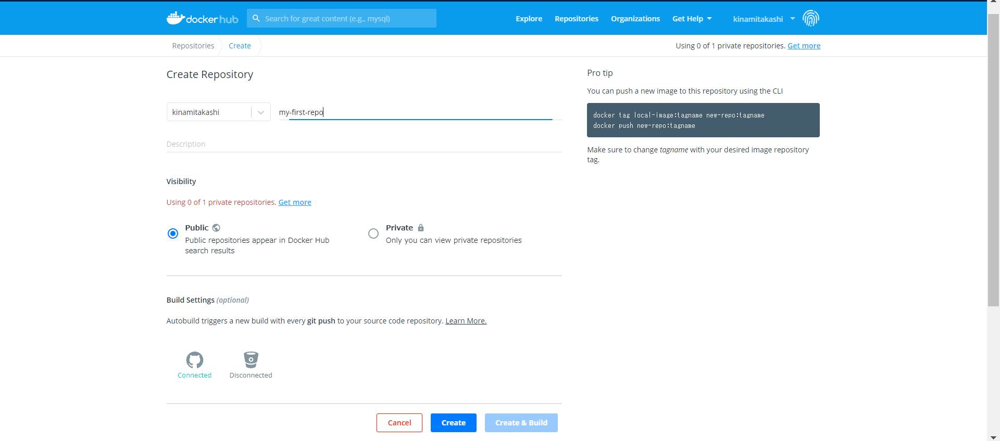 docker hub
Search for great content (e.g., mysql)
Explore
Repositories
Organizations
Get Help
kinamitakashi
Repositories
Create
Using 0 of 1 private repositories. Get more
Create Repository
kinamitakashi
my-first-repo
Description
Visibility
Using 0 of 1 private repositories. Get more
Public
Public repositories appear in Docker Hub
search results
Private
Only you can view private repositories
Build Settings (optional)
Autobuild triggers a new build with every git push to your source code repository. Learn More.
Connected
Disconnected
Cancel
Create
Create & Build
Pro tip
You can push a new image to this repository using the CLI
docker tag local-image:tagname new-repo:tagname
docker push new-repo:tagname
Make sure to change tagname with your desired image repository
tag.